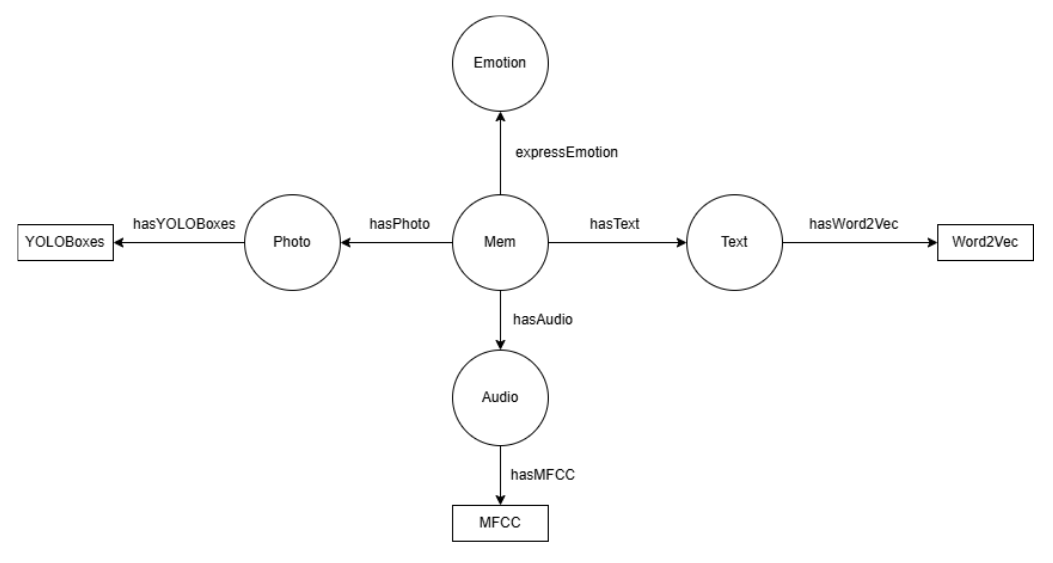 Emotion
expressEmotion
hasYOLOBoxes
hasPhoto
hasText
hasWord2Vec
YOLOBoxes
Photo
Mem
Text
Word2Vec
hasAudio
Audio
hasMFCC
MFCC